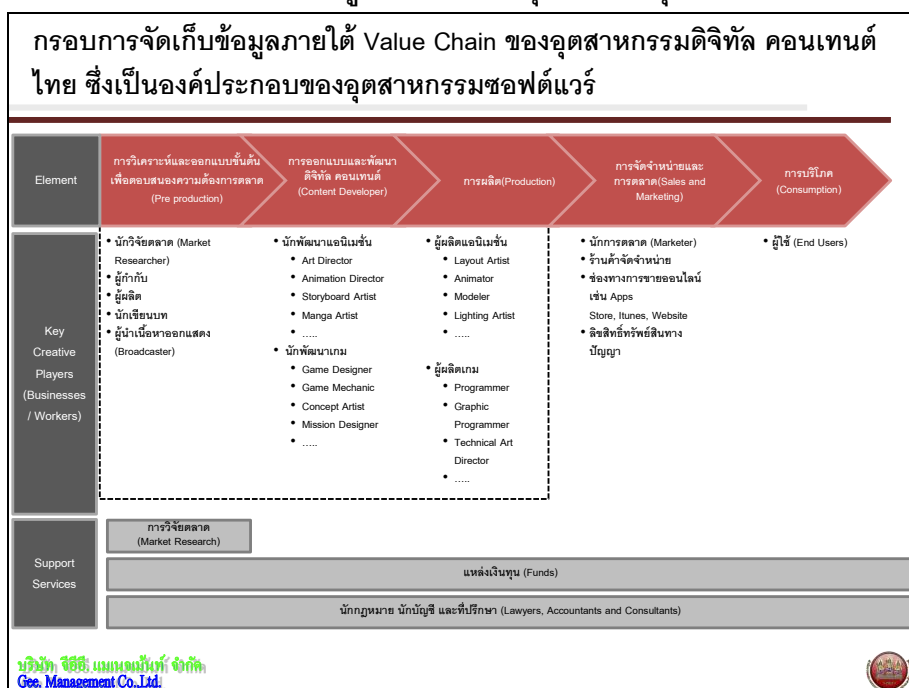 กรอบการจัดเก็บข้อมูลภายใต้ Value Chain ของอุตสาหกรรมดิจิทัล คอนเทนต์
ไทย ซึ่งเป็นองค์ประกอบของอุตสาหกรรมซอฟต์แวร์
Element
การวิเคราะห์และออกแบบขั้นต้น
เพื่อตอบสนองความต้องการตลาด
(Pre production)
การออกแบบและพัฒนา
ดิจิทัล คอนเทนต์
(Content Developer)
การผลิต(Production)
การจัดจำหน่ายและ
การตลาด(Sales and
Marketing)
การบริโภค
(Consumption)
Key
Creative
Players
(Businesses
/ Workers)
• นักวิจัยตลาด (Market
Researcher)
• ผู้กำกับ
• ผู้ผลิต
• นักเขียนบท
• ผู้นำเนื้อหาออกแสดง
(Broadcaster)
• นักพัฒนาแอนิเมชั่น
• Art Director
• Animation Director
• Storyboard Artist
• Manga Artist
• .....
• นักพัฒนาเกม
• Game Designer
• Game Mechanic
• Concept Artist
• Mission Designer
• .....
• ผู้ผลิตแอนิเมชั่น
• Layout Artist
• Animator
• Modeler
• Lighting Artist
• .....
• ผู้ผลิตเกม
• Programmer
• Graphic
Programmer
• Technical Art
Director
• .....
• นักการตลาด (Marketer)
• ร้านค้าจัดจำหน่าย
• ช่องทางการขายออนไลน์
เช่น Apps
Store, Itunes, Website
• ลิขสิทธิ์ทรัพย์สินทาง
ปัญญา
• ผู้ใช้ (End Users)
Support
Services
การวิจัยตลาด
(Market Research)
แหล่งเงินทุน (Funds)
นักกฎหมาย นักบัญชี และที่ปรึกษา (Lawyers, Accountants and Consultants)
บริษัท จีอีอี แมเนจเม้นท์ จำกัด
Gee. Management Co.,Ltd.